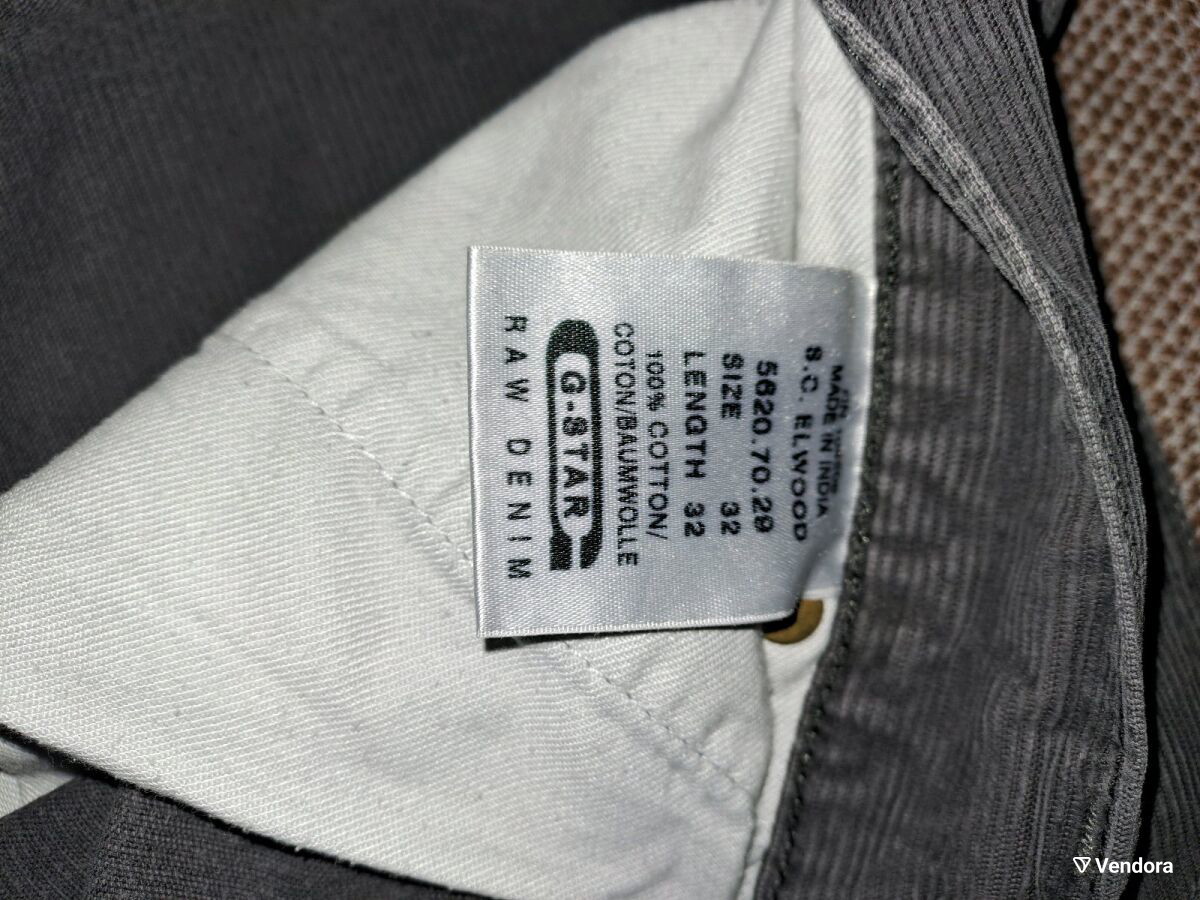 MADE IN INDIA
S.C. ELWOOD
5620.70.29
SIZE 32
LENGTH 32
100% COTTON/
COTON/BAUMWOLLE
G-STAR
RAW DENIM
Vendora